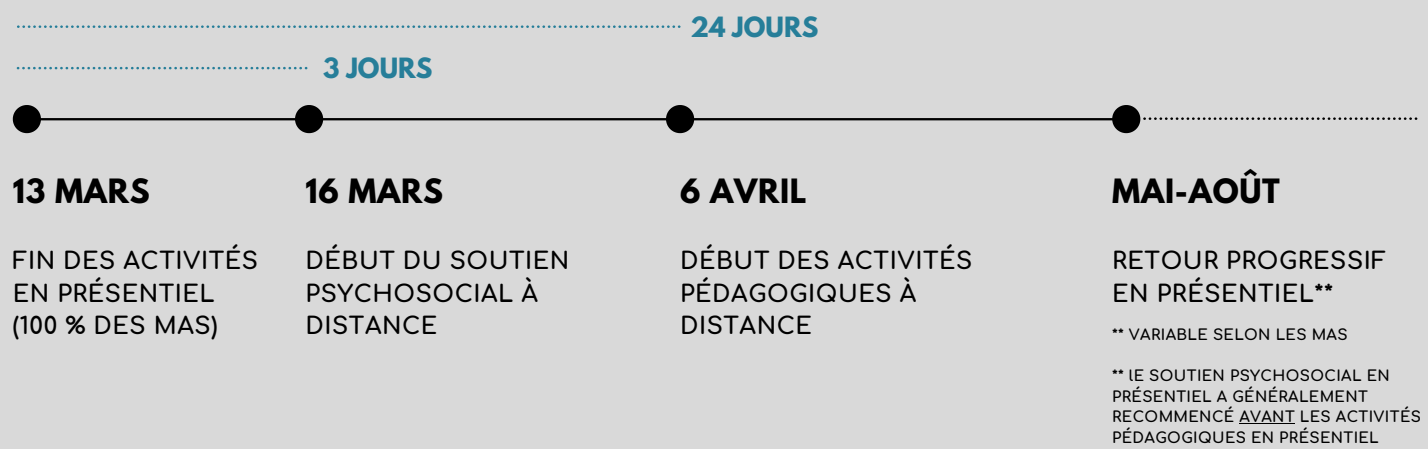 24 JOURS
3 JOURS
13 MARS
FIN DES ACTIVITÉS
EN PRÉSENTIEL
(100 % DES MAS)
16 MARS
DÉBUT DU SOUTIEN
PSYCHOSOCIAL À
DISTANCE
6 AVRIL
DÉBUT DES ACTIVITÉS
PÉDAGOGIQUES À
DISTANCE
MAI-AOÛT
RETOUR PROGRESSIF
EN PRÉSENTIEL**
** VARIABLE SELON LES MAS
** lE SOUTIEN PSYCHOSOCIAL EN
PRÉSENTIEL A GÉNÉRALEMENT
RECOMMENCÉ AVANT LES ACTIVITÉS
PÉDAGOGIQUES EN PRÉSENTIEL